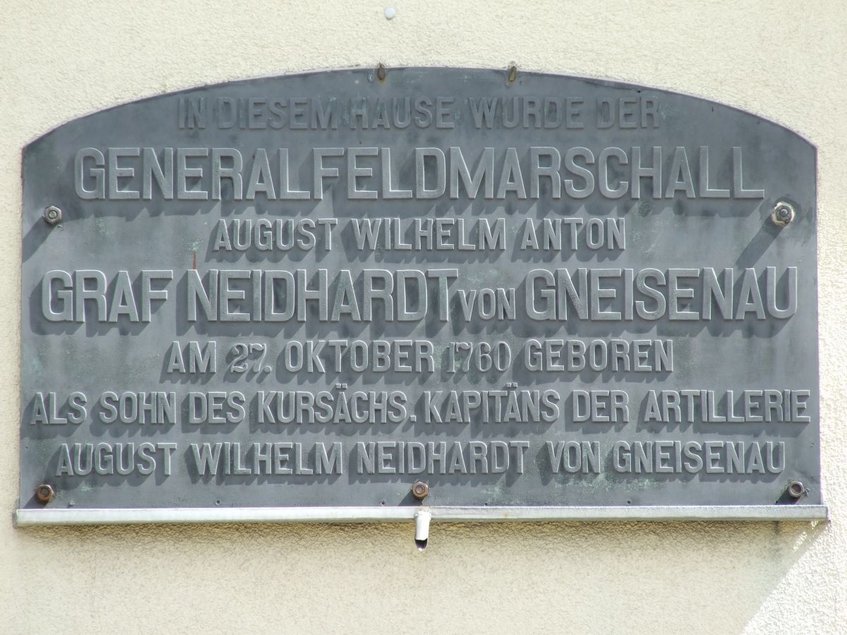 IN DIESEM HAUSE WURDE DER
GENERALFELDMARSCHALL
AUGUST WILHELM ANTON
GRAF NEIDHARDT VON GNEISENAU
AM 27. OKTOBER 1760 GEBOREN
ALS SOHN DES KURSÄCHS. KAPITÄNS DER ARTILLERIE
AUGUST WILHELM NEIDHARDT VON GNEISENAU